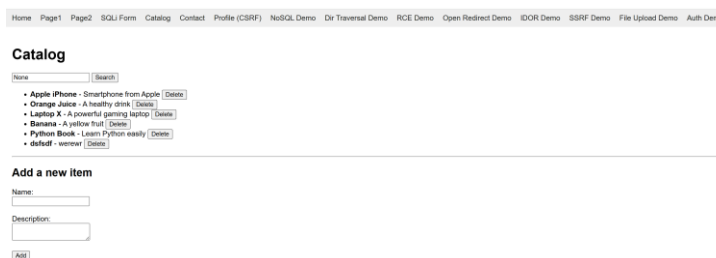 Home Page1 Page2 SQLi Form Catalog Contact Profile (CSRF) NoSQL Demo Dir Traversal Demo RCE Demo Open Redirect Demo IDOR Demo SSRF Demo File Upload Demo Auth Dem
Catalog
None Search
Apple iPhone - Smartphone from Apple Delete
Orange Juice - A healthy drink Delete
Laptop X - A powerful gaming laptop Delete
Banana - A yellow fruit Delete
Python Book - Learn Python easily Delete
dsfsdf - werewr Delete
Add a new item
Name:
Description:
Add